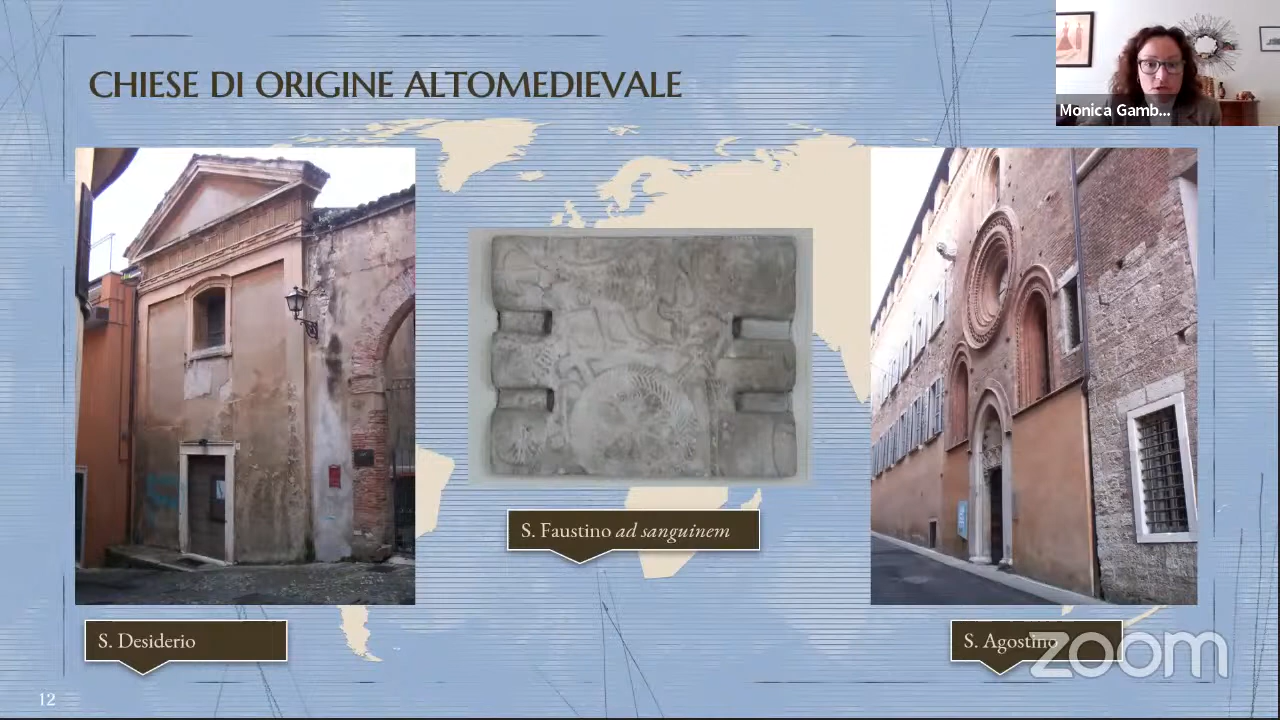 CHIESE DI ORIGINE ALTOMEDIEVALE
Monica Gamb...
S. Faustino ad sanguinem
S. Desiderio
S. Agostino
zoom
12